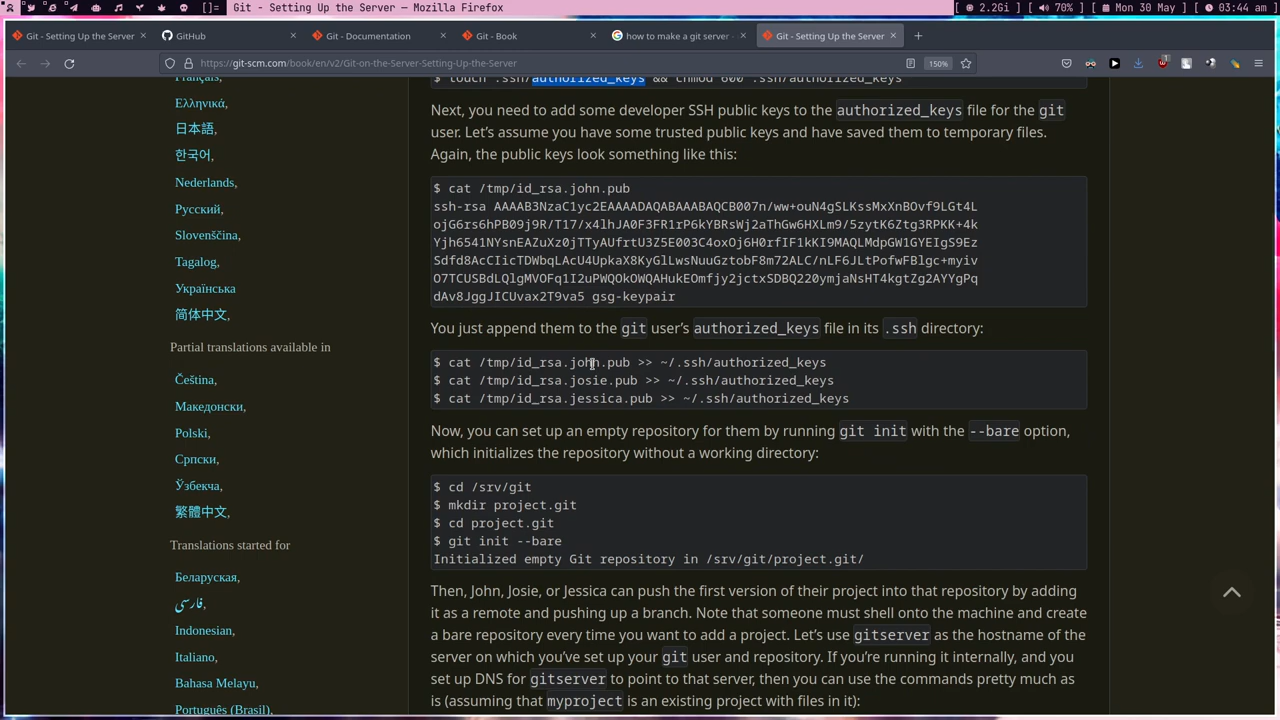 []= Git - Setting Up the Server - Mozilla Firefox 2.2Gi 70% Mon 30 May 03:44 am
Git - Setting Up the Server GitHub Git - Documentation Git - Book how to make a git server - Git - Setting Up the Server
https://git-scm.com/book/en/v2/Git-on-the-Server-Setting-Up-the-Server 150%
Français,
Ελληνικά,
日本語,
한국어,
Nederlands,
Русский,
Slovenščina,
Tagalog,
Українська
简体中文,
Partial translations available in
Čeština,
Македонски,
Polski,
Српски,
Ўзбекча,
繁體中文,
Translations started for
Беларуская,
فارسی,
Indonesian,
Italiano,
Bahasa Melayu,
Português (Brasil),
$ touch .ssh/authorized_keys && chmod 600 .ssh/authorized_keys
Next, you need to add some developer SSH public keys to the authorized_keys file for the git
user. Let’s assume you have some trusted public keys and have saved them to temporary files.
Again, the public keys look something like this:
$ cat /tmp/id_rsa.john.pub
ssh-rsa AAAAB3NzaC1yc2EAAAADAQABAAABAQCB007n/ww+ouN4gSLKssMxXnBOvf9LGt4L
ojG6rs6hPB09j9R/T17/x4lhJA0F3FR1rP6kYBRsWj2aThGw6HXLm9/5zytK6Ztg3RPKK+4k
Yjh6541NYsnEAZuXz0jTTyAUfrtU3Z5E003C4oxOj6H0rfIF1kKI9MAQLMdpGW1GYEIgS9Ez
Sdfd8AcCIicTDWbqLAcU4UpkaX8KyGlLwsNuuGztobF8m72ALC/nLF6JLtPofwFBlgc+myiv
O7TCUSBdLQlgMVOFq1I2uPWQOkOWQAHukEOmfjy2jctxSDBQ220ymjaNsHT4kgtZg2AYYgPq
dAv8JggJICUvax2T9va5 gsg-keypair
You just append them to the git user’s authorized_keys file in its .ssh directory:
$ cat /tmp/id_rsa.john.pub >> ~/.ssh/authorized_keys
$ cat /tmp/id_rsa.josie.pub >> ~/.ssh/authorized_keys
$ cat /tmp/id_rsa.jessica.pub >> ~/.ssh/authorized_keys
Now, you can set up an empty repository for them by running git init with the --bare option,
which initializes the repository without a working directory:
$ cd /srv/git
$ mkdir project.git
$ cd project.git
$ git init --bare
Initialized empty Git repository in /srv/git/project.git/
Then, John, Josie, or Jessica can push the first version of their project into that repository by adding
it as a remote and pushing up a branch. Note that someone must shell onto the machine and create
a bare repository every time you want to add a project. Let’s use gitserver as the hostname of the
server on which you’ve set up your git user and repository. If you’re running it internally, and you
set up DNS for gitserver to point to that server, then you can use the commands pretty much as
is (assuming that myproject is an existing project with files in it):